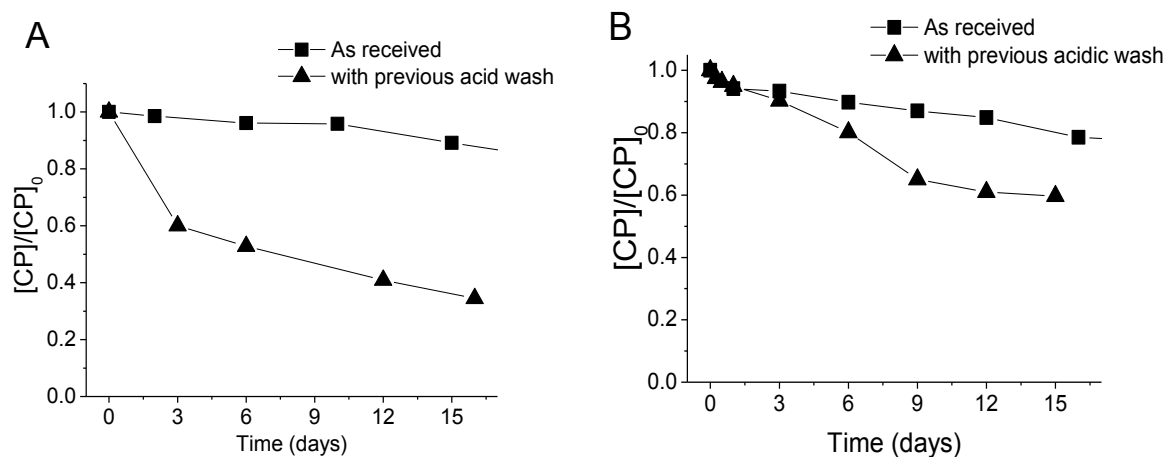 A
As received
with previous acid wash
1.0
0.8
0.6
0.4
0.2
0.0
[CP]/[CP]₀
0 3 6 9 12 15
Time (days)
B
As received
with previous acidic wash
1.0
0.8
0.6
0.4
0.2
0.0
[CP]/[CP]₀
0 3 6 9 12 15
Time (days)